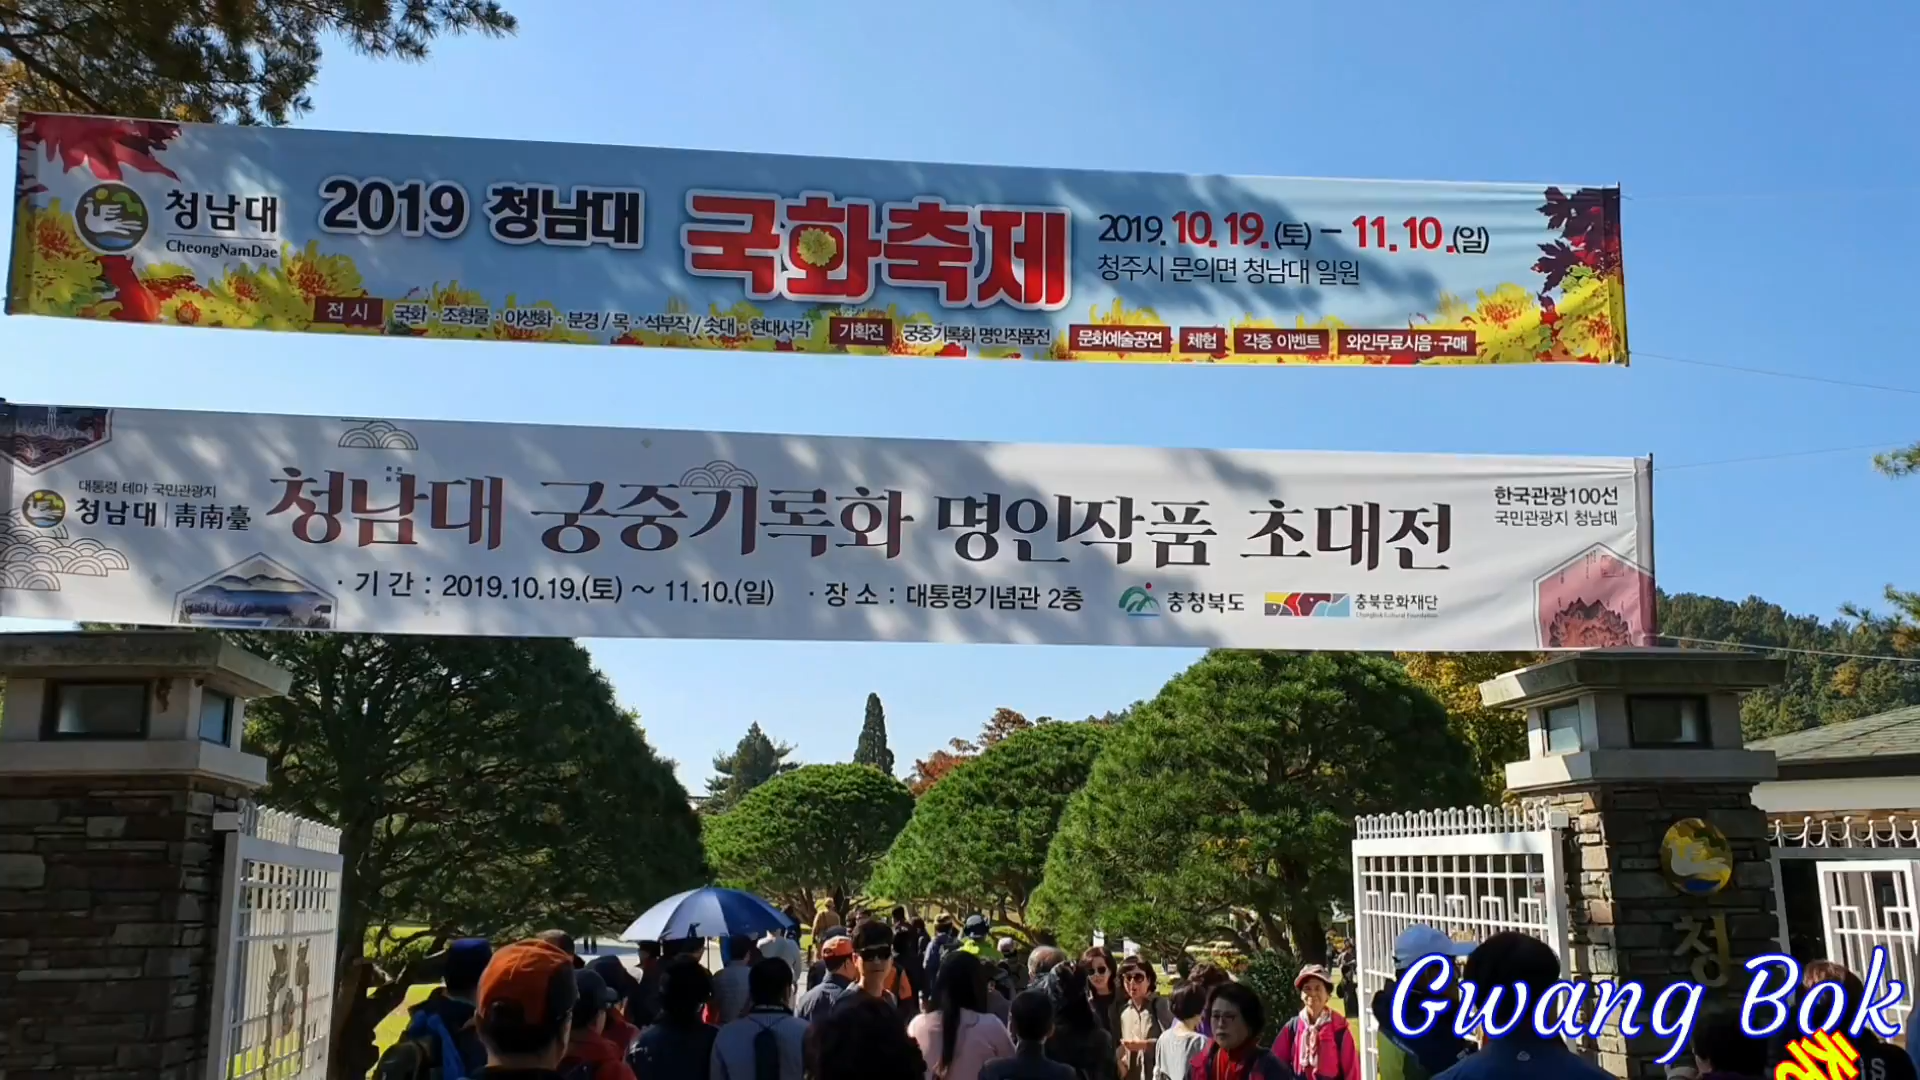 청남대
CheongNamDae
2019 청남대 국화축제
2019. 10. 19.(토) – 11. 10.(일)
청주시 문의면 청남대 일원
전시 국화·조형물·야생화·분경/목·석부작/솟대·현대서각 기획전 궁중기록화 명인작품전 문화예술공연 체험 각종 이벤트 와인무료시음·구매
대통령 테마 국민관광지
청남대 | 靑南臺
청남대 궁중기록화 명인작품 초대전
한국관광100선
국민관광지 청남대
· 기 간 : 2019.10.19.(토) ~ 11.10.(일) · 장 소 : 대통령기념관 2층
충청북도
충북문화재단
Chungbuk Cultural Foundation
청
Gwang Bok